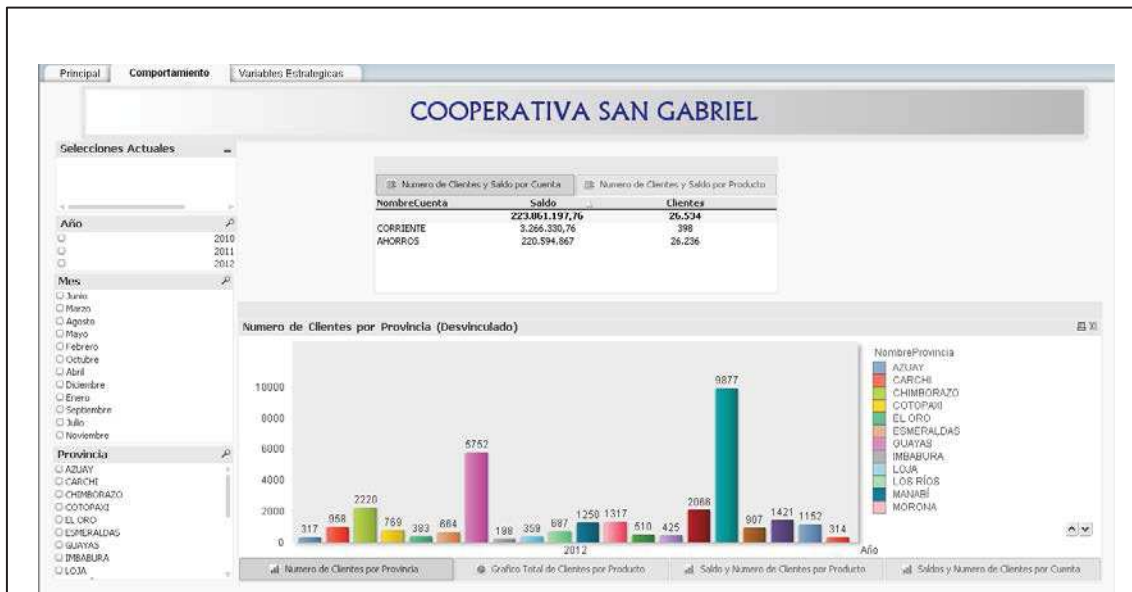 Principal Comportamiento Variables Estrategicas
COOPERATIVA SAN GABRIEL
Selecciones Actuales
Numero de Clientes y Saldo por Cuenta Numero de Clientes y Saldo por Producto
NombreCuenta Saldo Clientes
223.861.197,76 26.534
CORRIENTE 3.266.330,76 398
AHORROS 220.594.867 26.236
Año
2010
2011
2012
Mes
Junio
Marzo
Agosto
Mayo
Febrero
Octubre
Abril
Diciembre
Enero
Septiembre
Julio
Noviembre
Provincia
AZUAY
CARCHI
CHIMBORAZO
COTOPAXI
EL ORO
ESMERALDAS
GUAYAS
IMBABURA
LOJA
Numero de Clientes por Provincia (Desvinculado)
10000
8000
6000
4000
2000
0
317 958 2220 769 383 664 5752 198 359 687 1250 1317 510 425 2066 9877 907 1421 1152 314
2012
Año
NombreProvincia
AZUAY
CARCHI
CHIMBORAZO
COTOPAXI
EL ORO
ESMERALDAS
GUAYAS
IMBABURA
LOJA
LOS RÍOS
MANABÍ
MORONA
Numero de Clientes por Provincia Grafico Total de Clientes por Producto Saldo y Numero de Clientes por Producto Saldos y Numero de Clientes por Cuenta